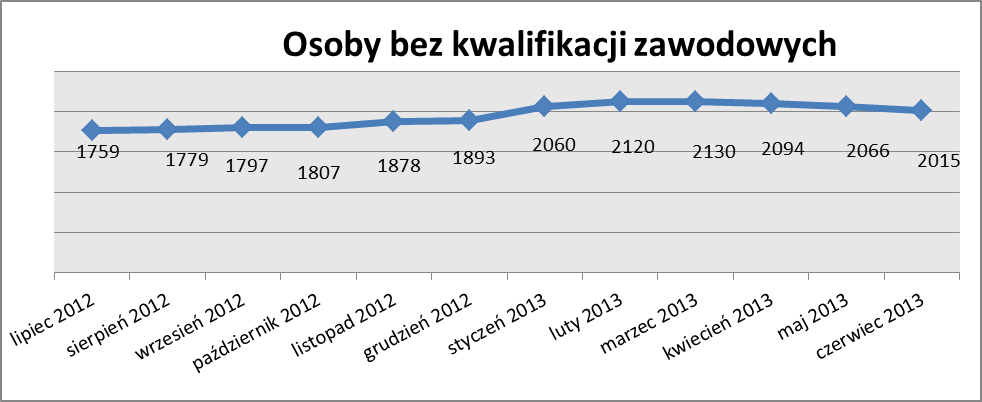 Osoby bez kwalifikacji zawodowych
1759
1779
1797
1807
1878
1893
2060
2120
2130
2094
2066
2015
lipiec 2012
sierpień 2012
wrzesień 2012
październik 2012
listopad 2012
grudzień 2012
styczeń 2013
luty 2013
marzec 2013
kwiecień 2013
maj 2013
czerwiec 2013